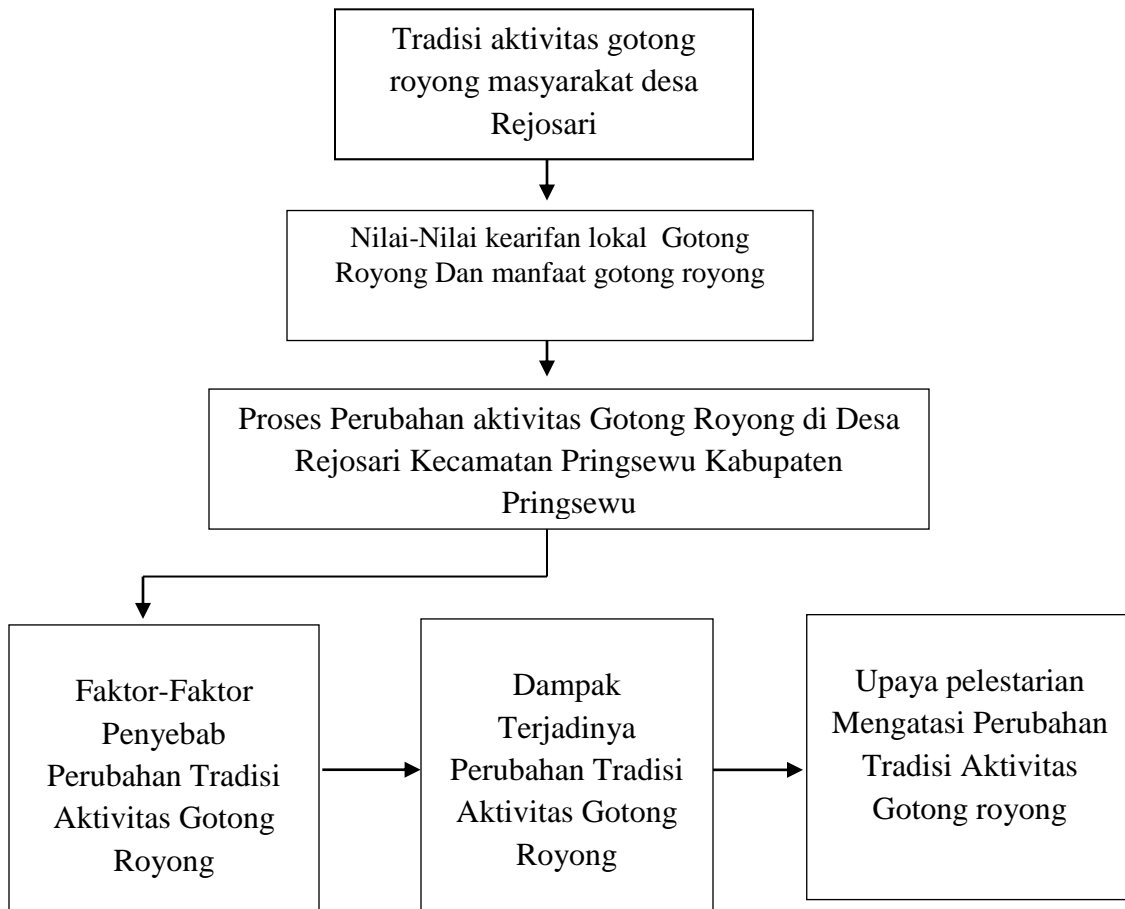 Tradisi aktivitas gotong
royong masyarakat desa
Rejosari
Nilai-Nilai kearifan lokal Gotong
Royong Dan manfaat gotong royong
Proses Perubahan aktivitas Gotong Royong di Desa
Rejosari Kecamatan Pringsewu Kabupaten
Pringsewu
Faktor-Faktor
Penyebab
Perubahan Tradisi
Aktivitas Gotong
Royong
Dampak
Terjadinya
Perubahan Tradisi
Aktivitas Gotong
Royong
Upaya pelestarian
Mengatasi Perubahan
Tradisi Aktivitas
Gotong royong